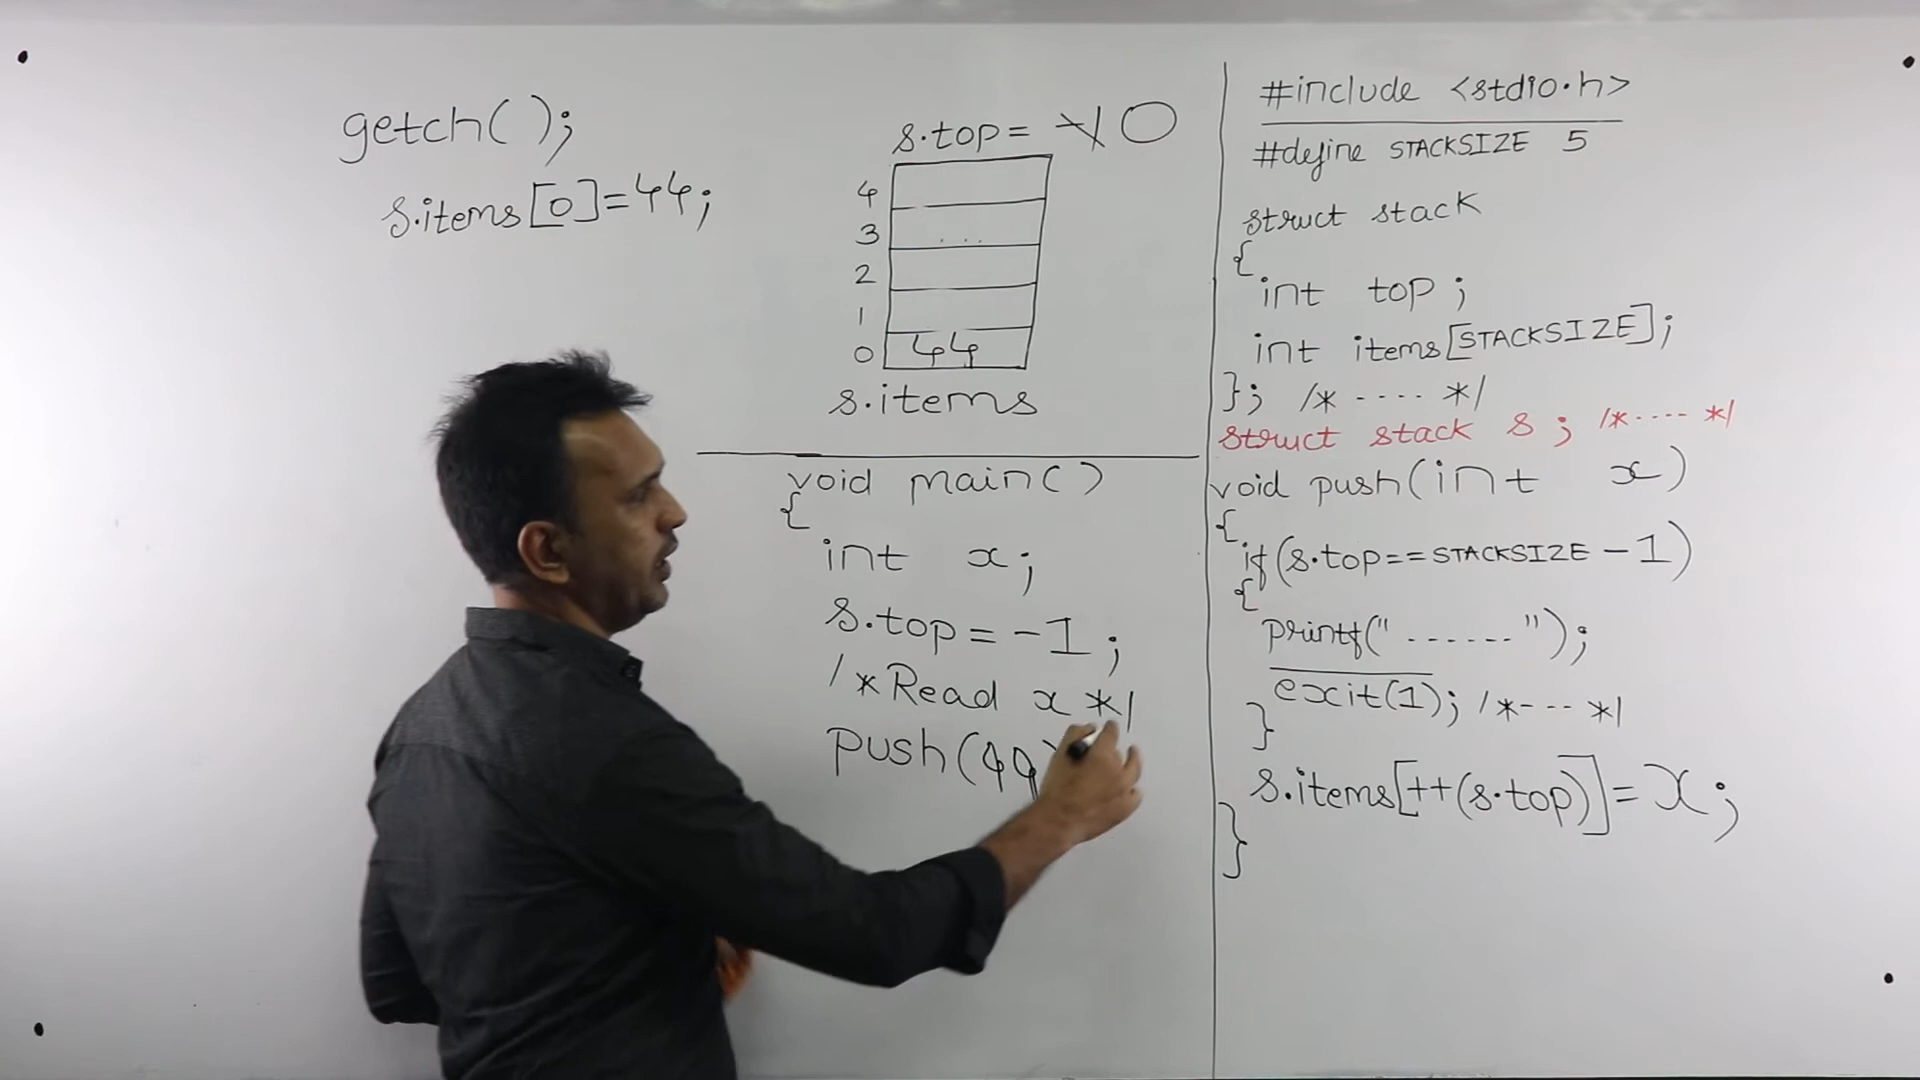 getch();
s.items[0]=44;
s.top= -1 0
4
3 ...
2
1
0 44
s.items
void main()
{
int x;
s.top=-1;
/*Read x*/
push(44)
#include <stdio.h>
#define STACKSIZE 5
struct stack
{
int top;
int items[STACKSIZE];
}; /* ---- */
struct stack s; /*---- */
void push(int x)
{
if(s.top==STACKSIZE-1)
{
printf("------");
exit(1); /*---*/
}
s.items[++(s.top)]=x;
}